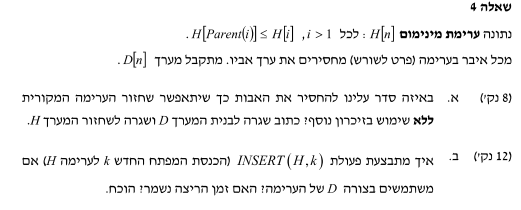 שאלה 4
נתונה ערימת מינימום H[n] : לכל i > 1 , H[Parent(i)] ≤ H[i] .
מכל איבר בערימה (פרט לשורש) מחסירים את ערך אביו. מתקבל מערך D[n] .
(8 נק') א. באיזה סדר עלינו להחסיר את האבות כך שיתאפשר שחזור הערימה המקורית
ללא שימוש בזיכרון נוסף? כתוב שגרה לבנית המערך D ושגרה לשחזור המערך H.
(12 נק') ב. איך מתבצעת פעולת INSERT(H,k) (הכנסת המפתח החדש k לערימה H) אם
משתמשים בצורה D של הערימה? האם זמן הריצה נשמר? הוכח.